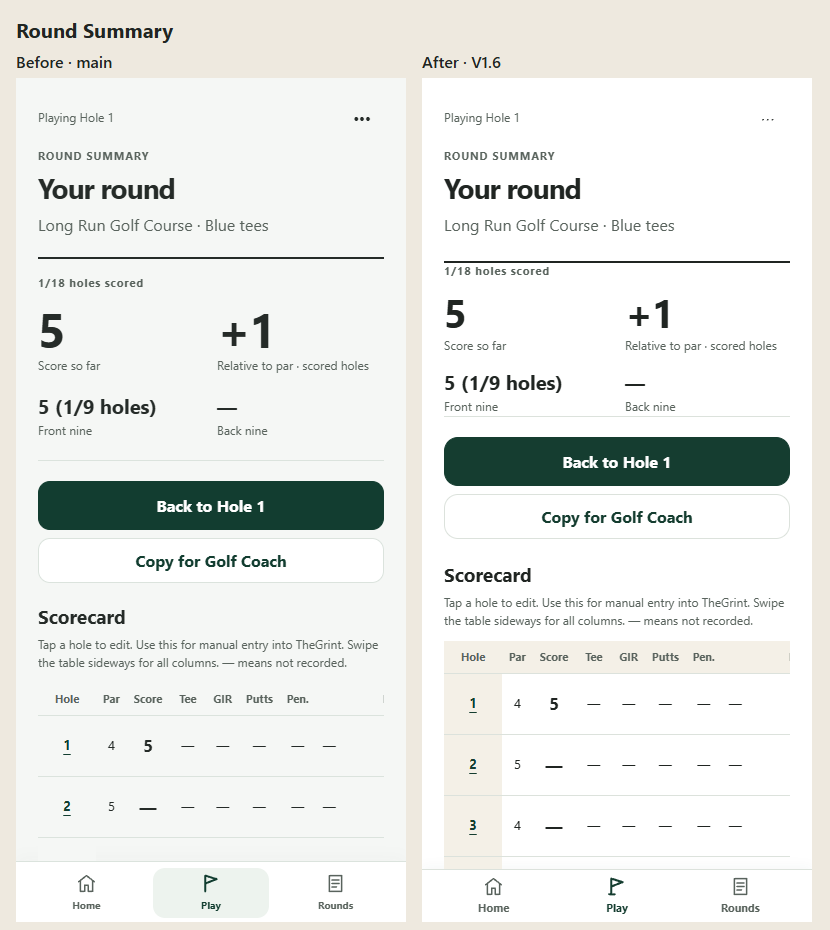 Round Summary
Before · main
Playing Hole 1
•••
ROUND SUMMARY
Your round
Long Run Golf Course · Blue tees
1/18 holes scored
5 +1
Score so far Relative to par · scored holes
5 (1/9 holes) —
Front nine Back nine
Back to Hole 1
Copy for Golf Coach
Scorecard
Tap a hole to edit. Use this for manual entry into TheGrint. Swipe
the table sideways for all columns. — means not recorded.
Hole Par Score Tee GIR Putts Pen.
1 4 5 — — — — —
2 5 — — — — — —
Home Play Rounds
After · V1.6
Playing Hole 1
...
ROUND SUMMARY
Your round
Long Run Golf Course · Blue tees
1/18 holes scored
5 +1
Score so far Relative to par · scored holes
5 (1/9 holes) —
Front nine Back nine
Back to Hole 1
Copy for Golf Coach
Scorecard
Tap a hole to edit. Use this for manual entry into TheGrint. Swipe
the table sideways for all columns. — means not recorded.
Hole Par Score Tee GIR Putts Pen.
1 4 5 — — — — —
2 5 — — — — — —
3 4 — — — — — —
Home Play Rounds